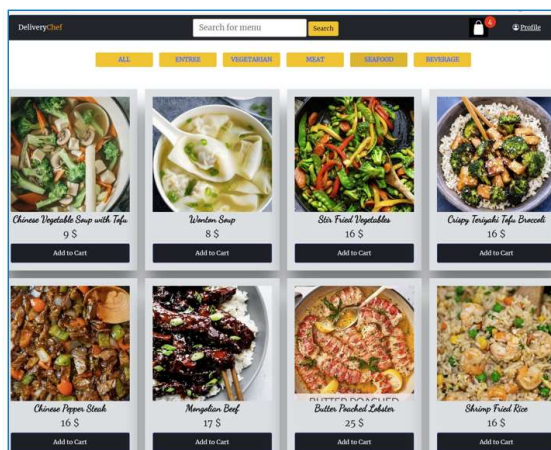 DeliveryChef
Search for menu
Search
4
Profile
ALL
ENTREE
VEGETARIAN
MEAT
SEAFOOD
BEVERAGE
Chinese Vegetable Soup with Tofu
9 $
Add to Cart
Wonton Soup
8 $
Add to Cart
Stir Fried Vegetables
16 $
Add to Cart
Crispy Teriyaki Tofu Broccoli
16 $
Add to Cart
Chinese Pepper Steak
16 $
Add to Cart
Mongolian Beef
17 $
Add to Cart
BUTTER POACHED
Butter Poached Lobster
25 $
Add to Cart
Shrimp Fried Rice
16 $
Add to Cart